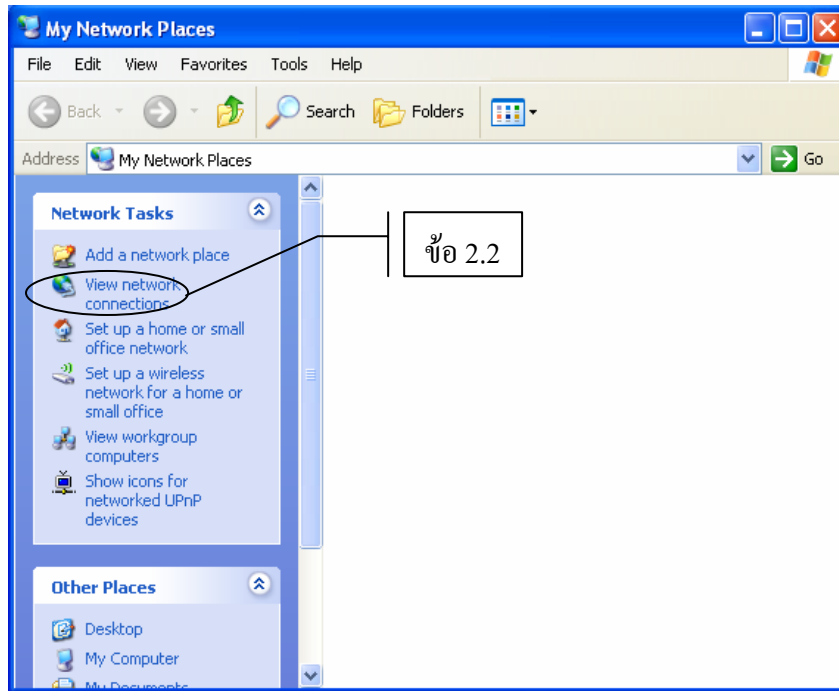 My Network Places
File Edit View Favorites Tools Help
Back Search Folders
Address My Network Places Go
Network Tasks
Add a network place
View network
connections
ข้อ 2.2
Set up a home or small
office network
Set up a wireless
network for a home or
small office
View workgroup
computers
Show icons for
networked UPnP
devices
Other Places
Desktop
My Computer
My Documents